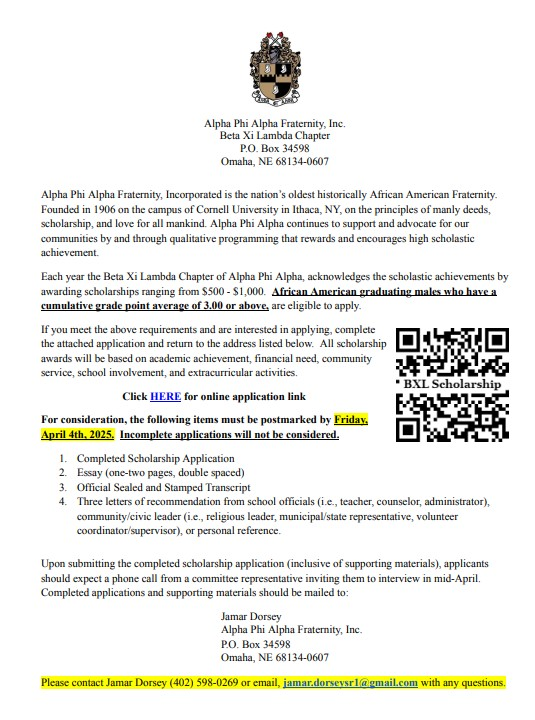 Alpha Phi Alpha Fraternity, Inc.
Beta Xi Lambda Chapter
P.O. Box 34598
Omaha, NE 68134-0607
Alpha Phi Alpha Fraternity, Incorporated is the nation's oldest historically African American Fraternity.
Founded in 1906 on the campus of Cornell University in Ithaca, NY, on the principles of manly deeds,
scholarship, and love for all mankind. Alpha Phi Alpha continues to support and advocate for our
communities by and through qualitative programming that rewards and encourages high scholastic
achievement.
Each year the Beta Xi Lambda Chapter of Alpha Phi Alpha, acknowledges the scholastic achievements by
awarding scholarships ranging from $500 - $1,000. African American graduating males who have a
cumulative grade point average of 3.00 or above, are eligible to apply.
If you meet the above requirements and are interested in applying, complete
the attached application and return to the address listed below. All scholarship
awards will be based on academic achievement, financial need, community
service, school involvement, and extracurricular activities.
BXL Scholarship
Click HERE for online application link
For consideration, the following items must be postmarked by Friday,
April 4th, 2025. Incomplete applications will not be considered.
1. Completed Scholarship Application
2. Essay (one-two pages, double spaced)
3. Official Sealed and Stamped Transcript
4. Three letters of recommendation from school officials (i.e., teacher, counselor, administrator),
community/civic leader (i.e., religious leader, municipal/state representative, volunteer
coordinator/supervisor), or personal reference.
Upon submitting the completed scholarship application (inclusive of supporting materials), applicants
should expect a phone call from a committee representative inviting them to interview in mid-April.
Completed applications and supporting materials should be mailed to:
Jamar Dorsey
Alpha Phi Alpha Fraternity, Inc.
P.O. Box 34598
Omaha, NE 68134-0607
Please contact Jamar Dorsey (402) 598-0269 or email, jamar.dorseysr1@gmail.com with any questions.